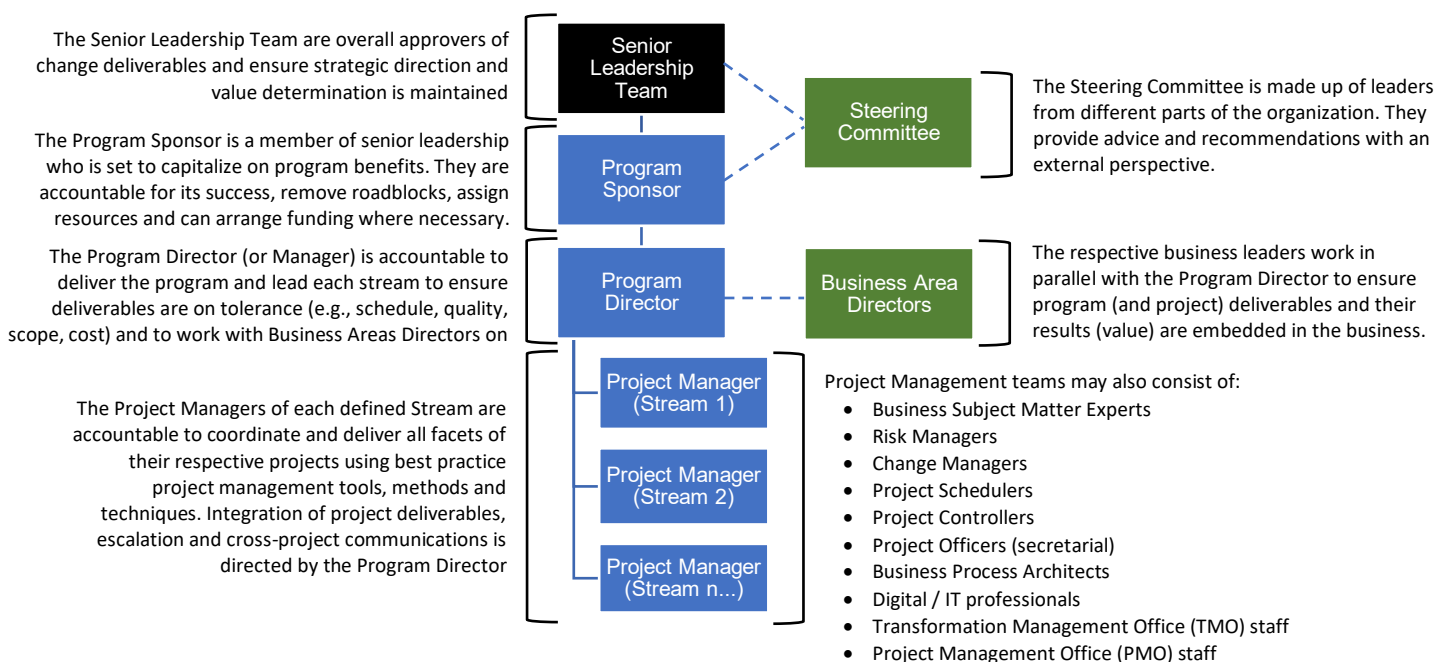 The Senior Leadership Team are overall approvers of
change deliverables and ensure strategic direction and
value determination is maintained
Senior
Leadership
Team
Steering
Committee
The Steering Committee is made up of leaders
from different parts of the organization. They
provide advice and recommendations with an
external perspective.
The Program Sponsor is a member of senior leadership
who is set to capitalize on program benefits. They are
accountable for its success, remove roadblocks, assign
resources and can arrange funding where necessary.
Program
Sponsor
The Program Director (or Manager) is accountable to
deliver the program and lead each stream to ensure
deliverables are on tolerance (e.g., schedule, quality,
scope, cost) and to work with Business Areas Directors on
Program
Director
Business Area
Directors
The respective business leaders work in
parallel with the Program Director to ensure
program (and project) deliverables and their
results (value) are embedded in the business.
The Project Managers of each defined Stream are
accountable to coordinate and deliver all facets of
their respective projects using best practice
project management tools, methods and
techniques. Integration of project deliverables,
escalation and cross-project communications is
directed by the Program Director
Project Manager
(Stream 1)
Project Manager
(Stream 2)
Project Manager
(Stream n...)
Project Management teams may also consist of:
• Business Subject Matter Experts
• Risk Managers
• Change Managers
• Project Schedulers
• Project Controllers
• Project Officers (secretarial)
• Business Process Architects
• Digital / IT professionals
• Transformation Management Office (TMO) staff
• Project Management Office (PMO) staff